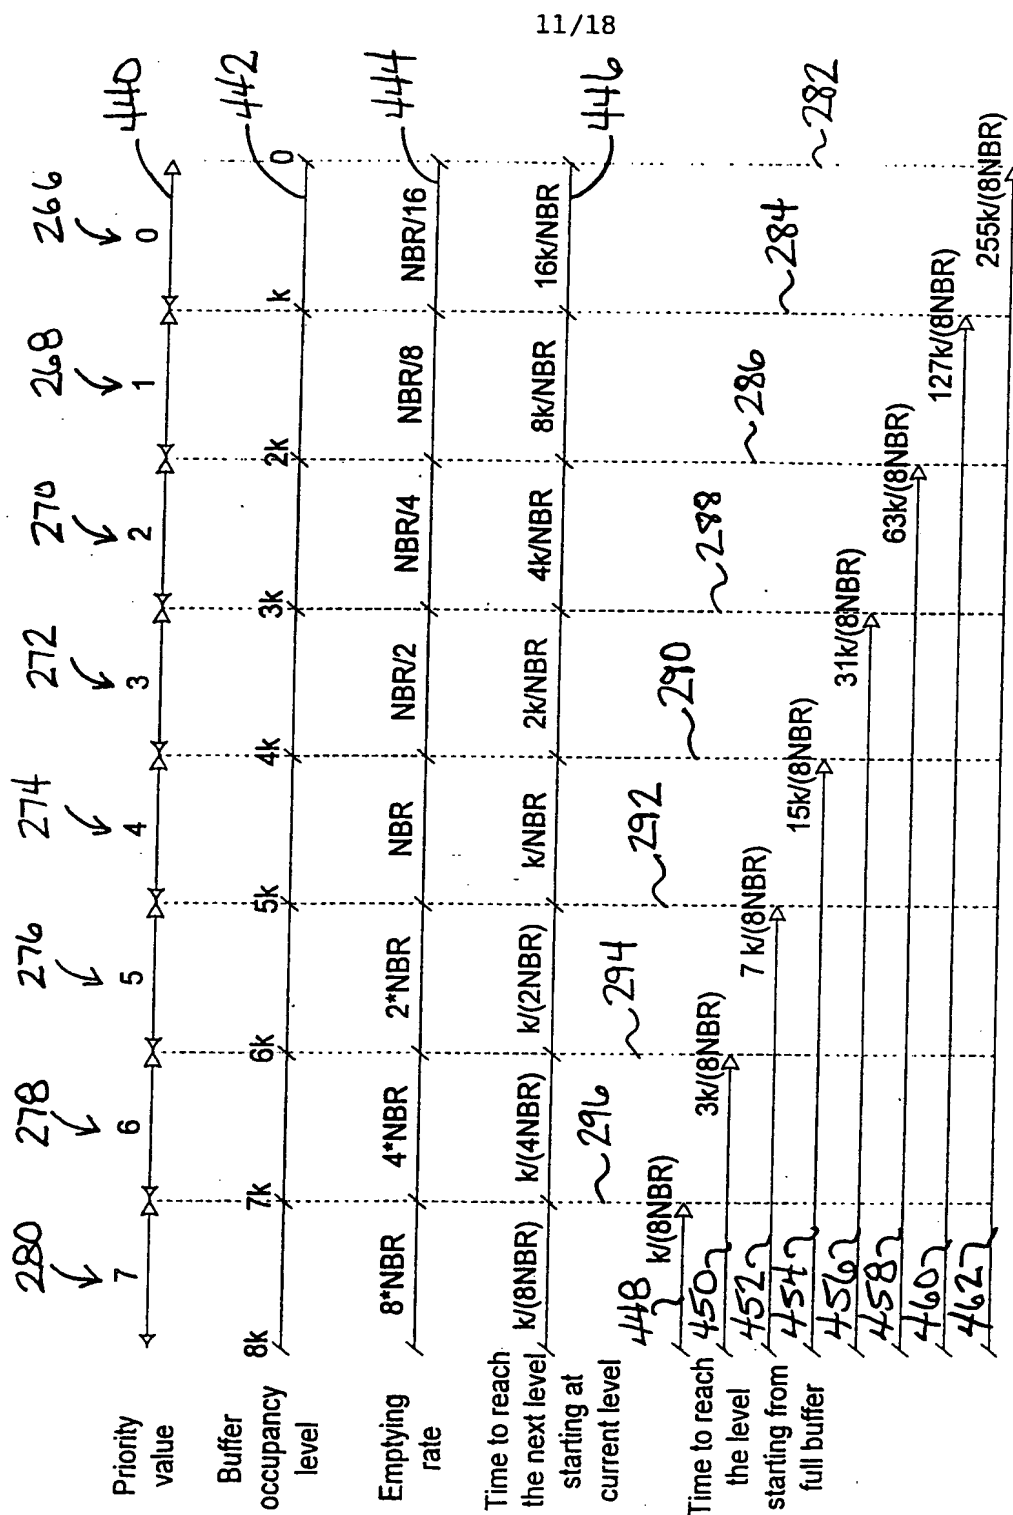 11/18
280 278 276 274 272 270 268 266
Priority value
7 6 5 4 3 2 1 0
440
Buffer occupancy level
8k 7k 6k 5k 4k 3k 2k k 0
442
Emptying rate
8*NBR 4*NBR 2*NBR NBR NBR/2 NBR/4 NBR/8 NBR/16
444
Time to reach the next level starting at current level
k/(8NBR) k/(4NBR) k/(2NBR) k/NBR 2k/NBR 4k/NBR 8k/NBR 16k/NBR
446
296 294 292 290 288 286 284 282
Time to reach the level starting from full buffer
448 k/(8NBR)
450 3k/(8NBR)
452 7 k/(8NBR)
454 15k/(8NBR)
456 31k/(8NBR)
458 63k/(8NBR)
460 127k/(8NBR)
462 255k/(8NBR)